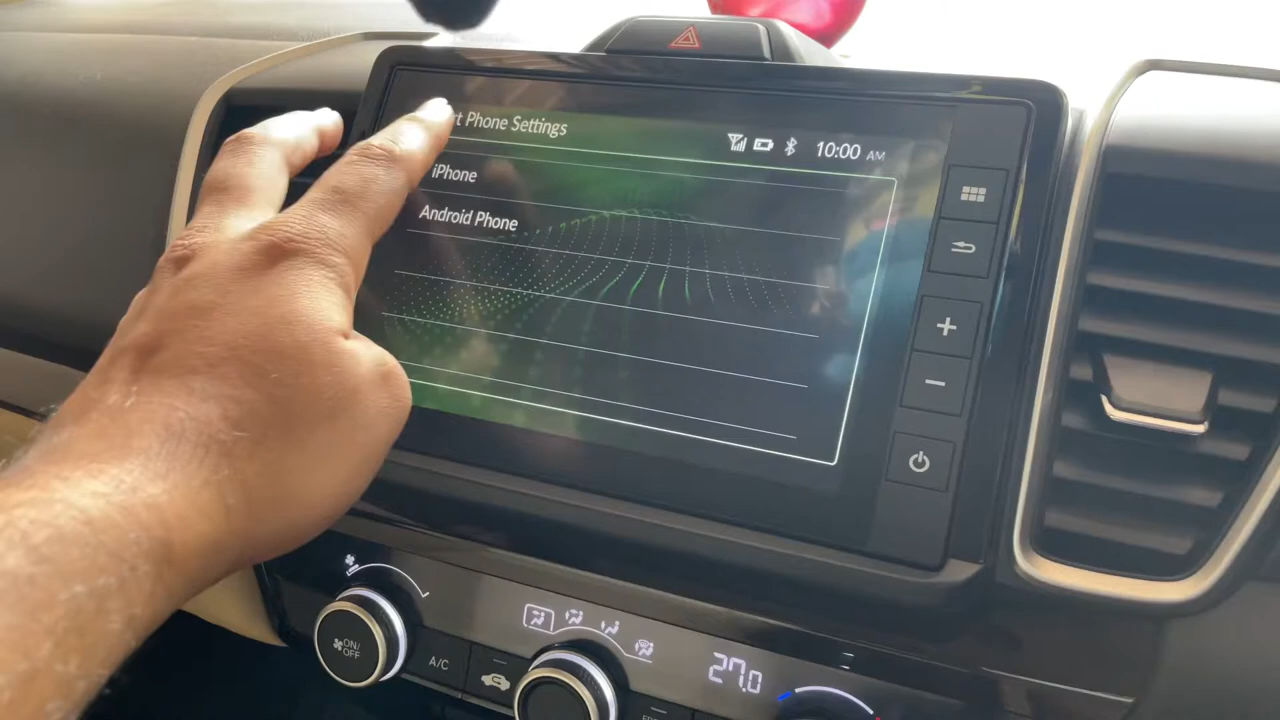 t Phone Settings
10:00 AM
iPhone
Android Phone
ON/
OFF
A/C
27.0